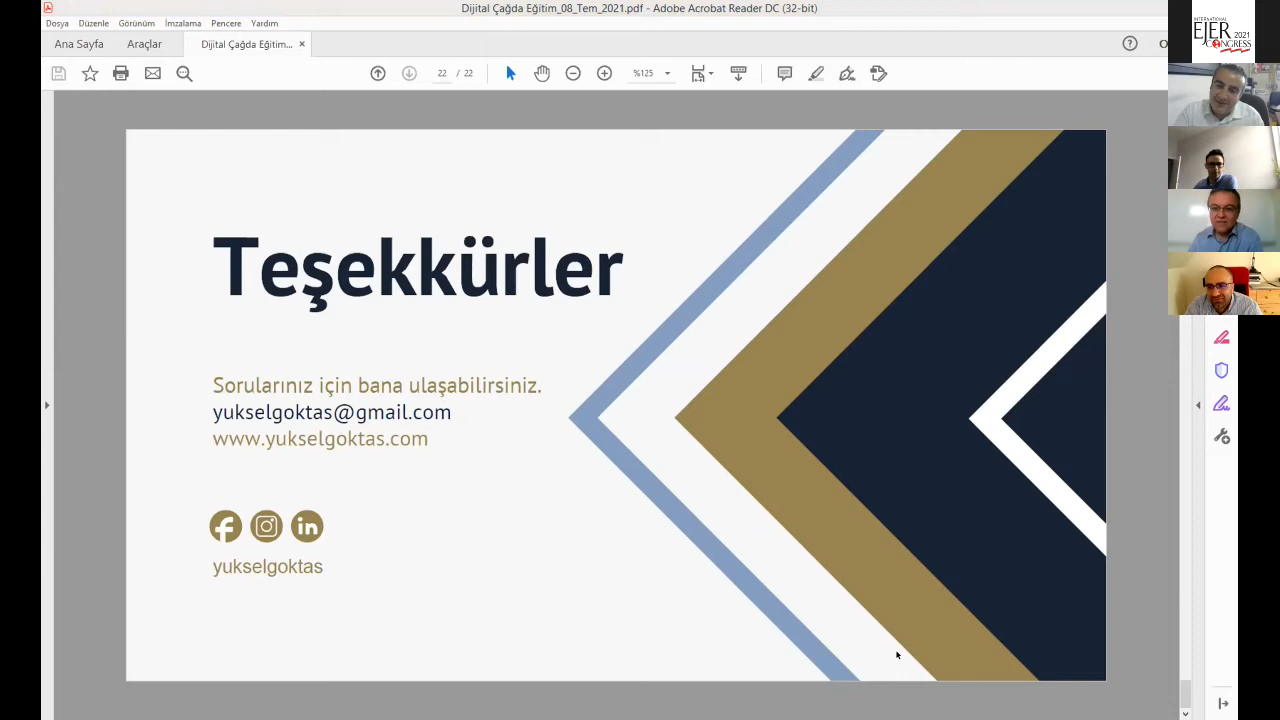 Dijital Çağda Eğitim_08_Tem_2021.pdf - Adobe Acrobat Reader DC (32-bit)
Dosya Düzenle Görünüm İmzalama Pencere Yardım
Ana Sayfa Araçlar Dijital Çağda Eğitim... × ? O
22 / 22 %125
INTERNATIONAL
EJER 2021
CONGRESS
Teşekkürler
Sorularınız için bana ulaşabilirsiniz.
yukselgoktas@gmail.com
www.yukselgoktas.com
yukselgoktas